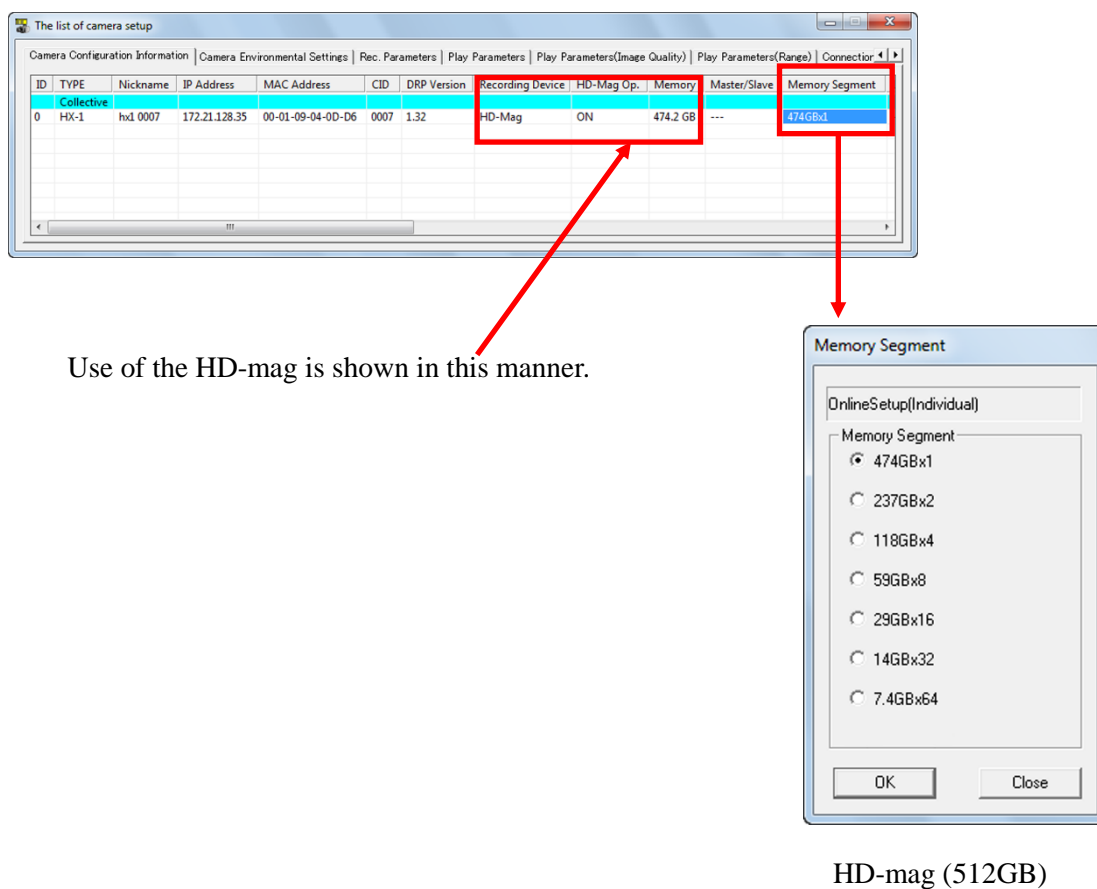 The list of camera setup
Camera Configuration Information Camera Environmental Settings Rec. Parameters Play Parameters Play Parameters(Image Quality) Play Parameters(Range) Connection
ID TYPE Nickname IP Address MAC Address CID DRP Version Recording Device HD-Mag Op. Memory Master/Slave Memory Segment
Collective
0 HX-1 hx1 0007 172.21.128.35 00-01-09-04-0D-D6 0007 1.32 HD-Mag ON 474.2 GB --- 474GBx1
Use of the HD-mag is shown in this manner.
Memory Segment
OnlineSetup(Individual)
Memory Segment
474GBx1
237GBx2
118GBx4
59GBx8
29GBx16
14GBx32
7.4GBx64
OK Close
HD-mag (512GB)